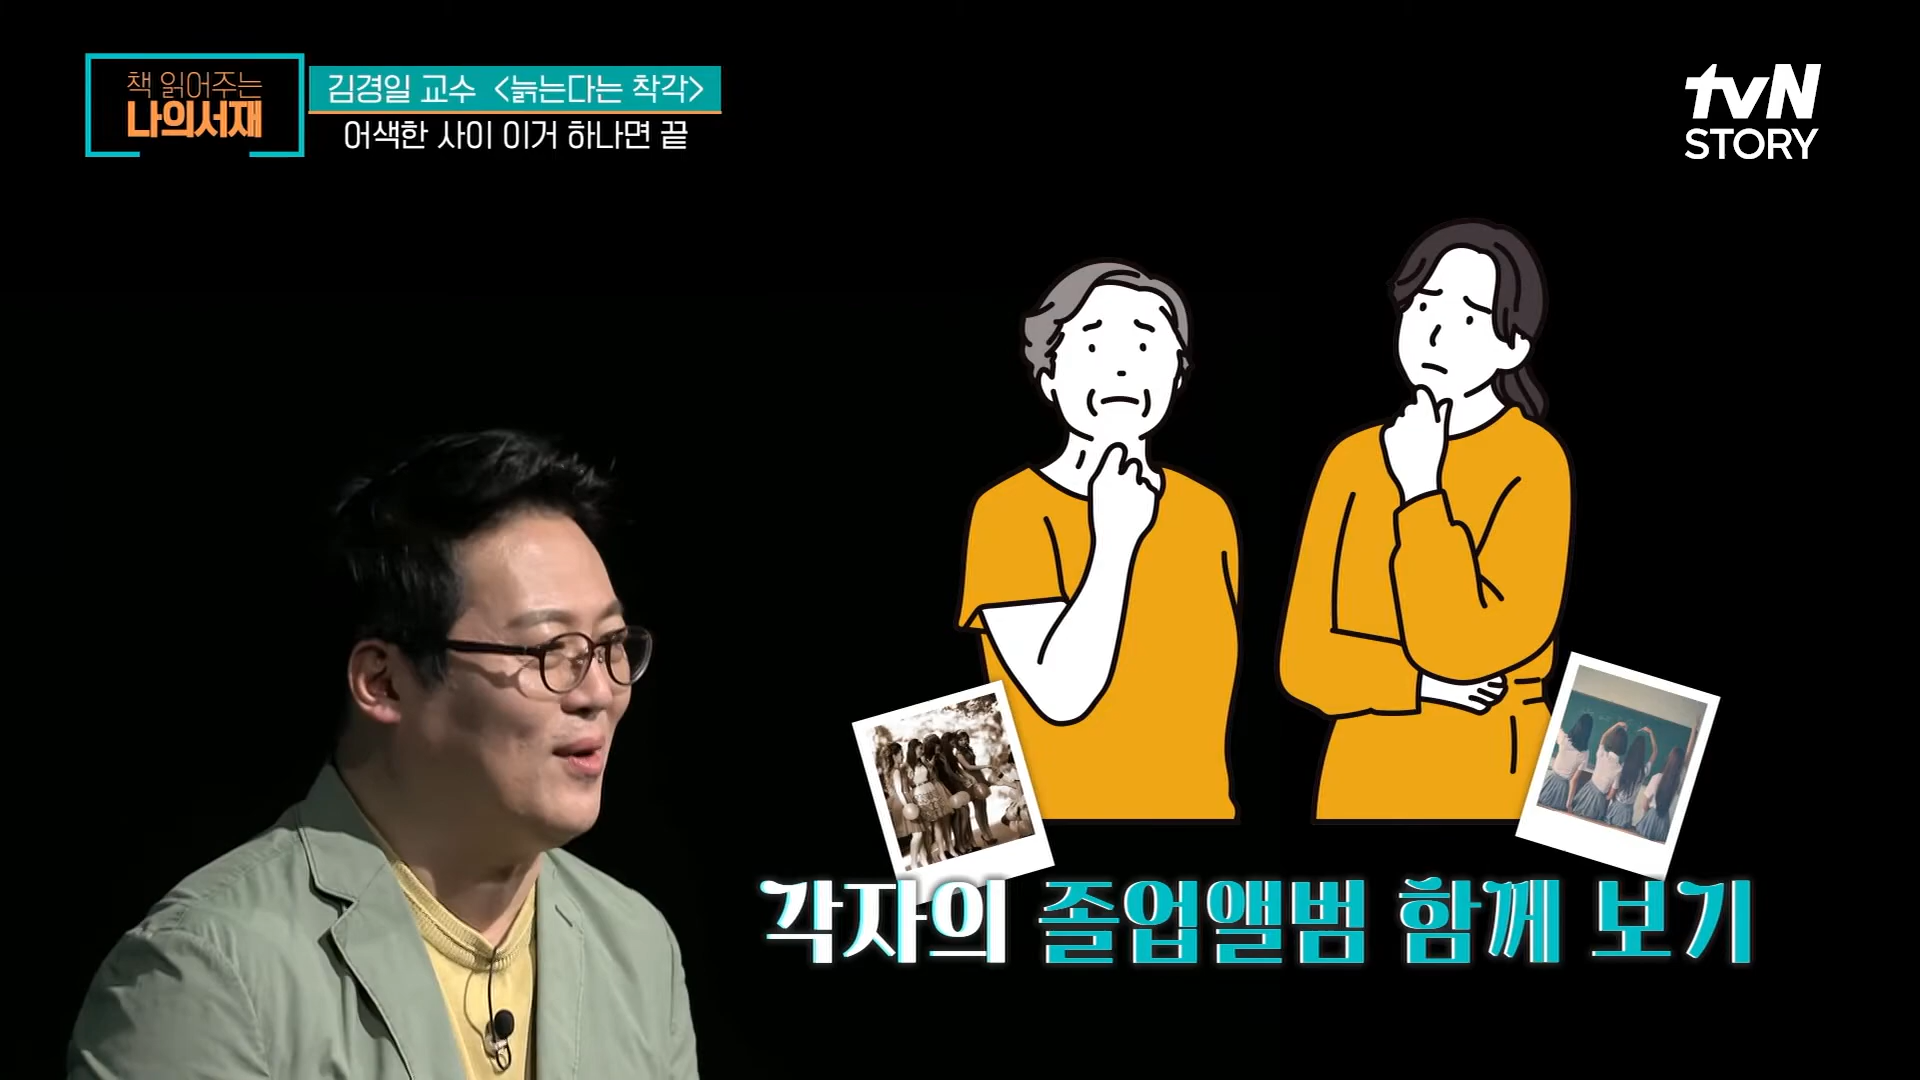 책 읽어주는
나의서재
김경일 교수 <늙는다는 착각>
어색한 사이 이거 하나면 끝
tvN
STORY
각자의 졸업앨범 함께 보기